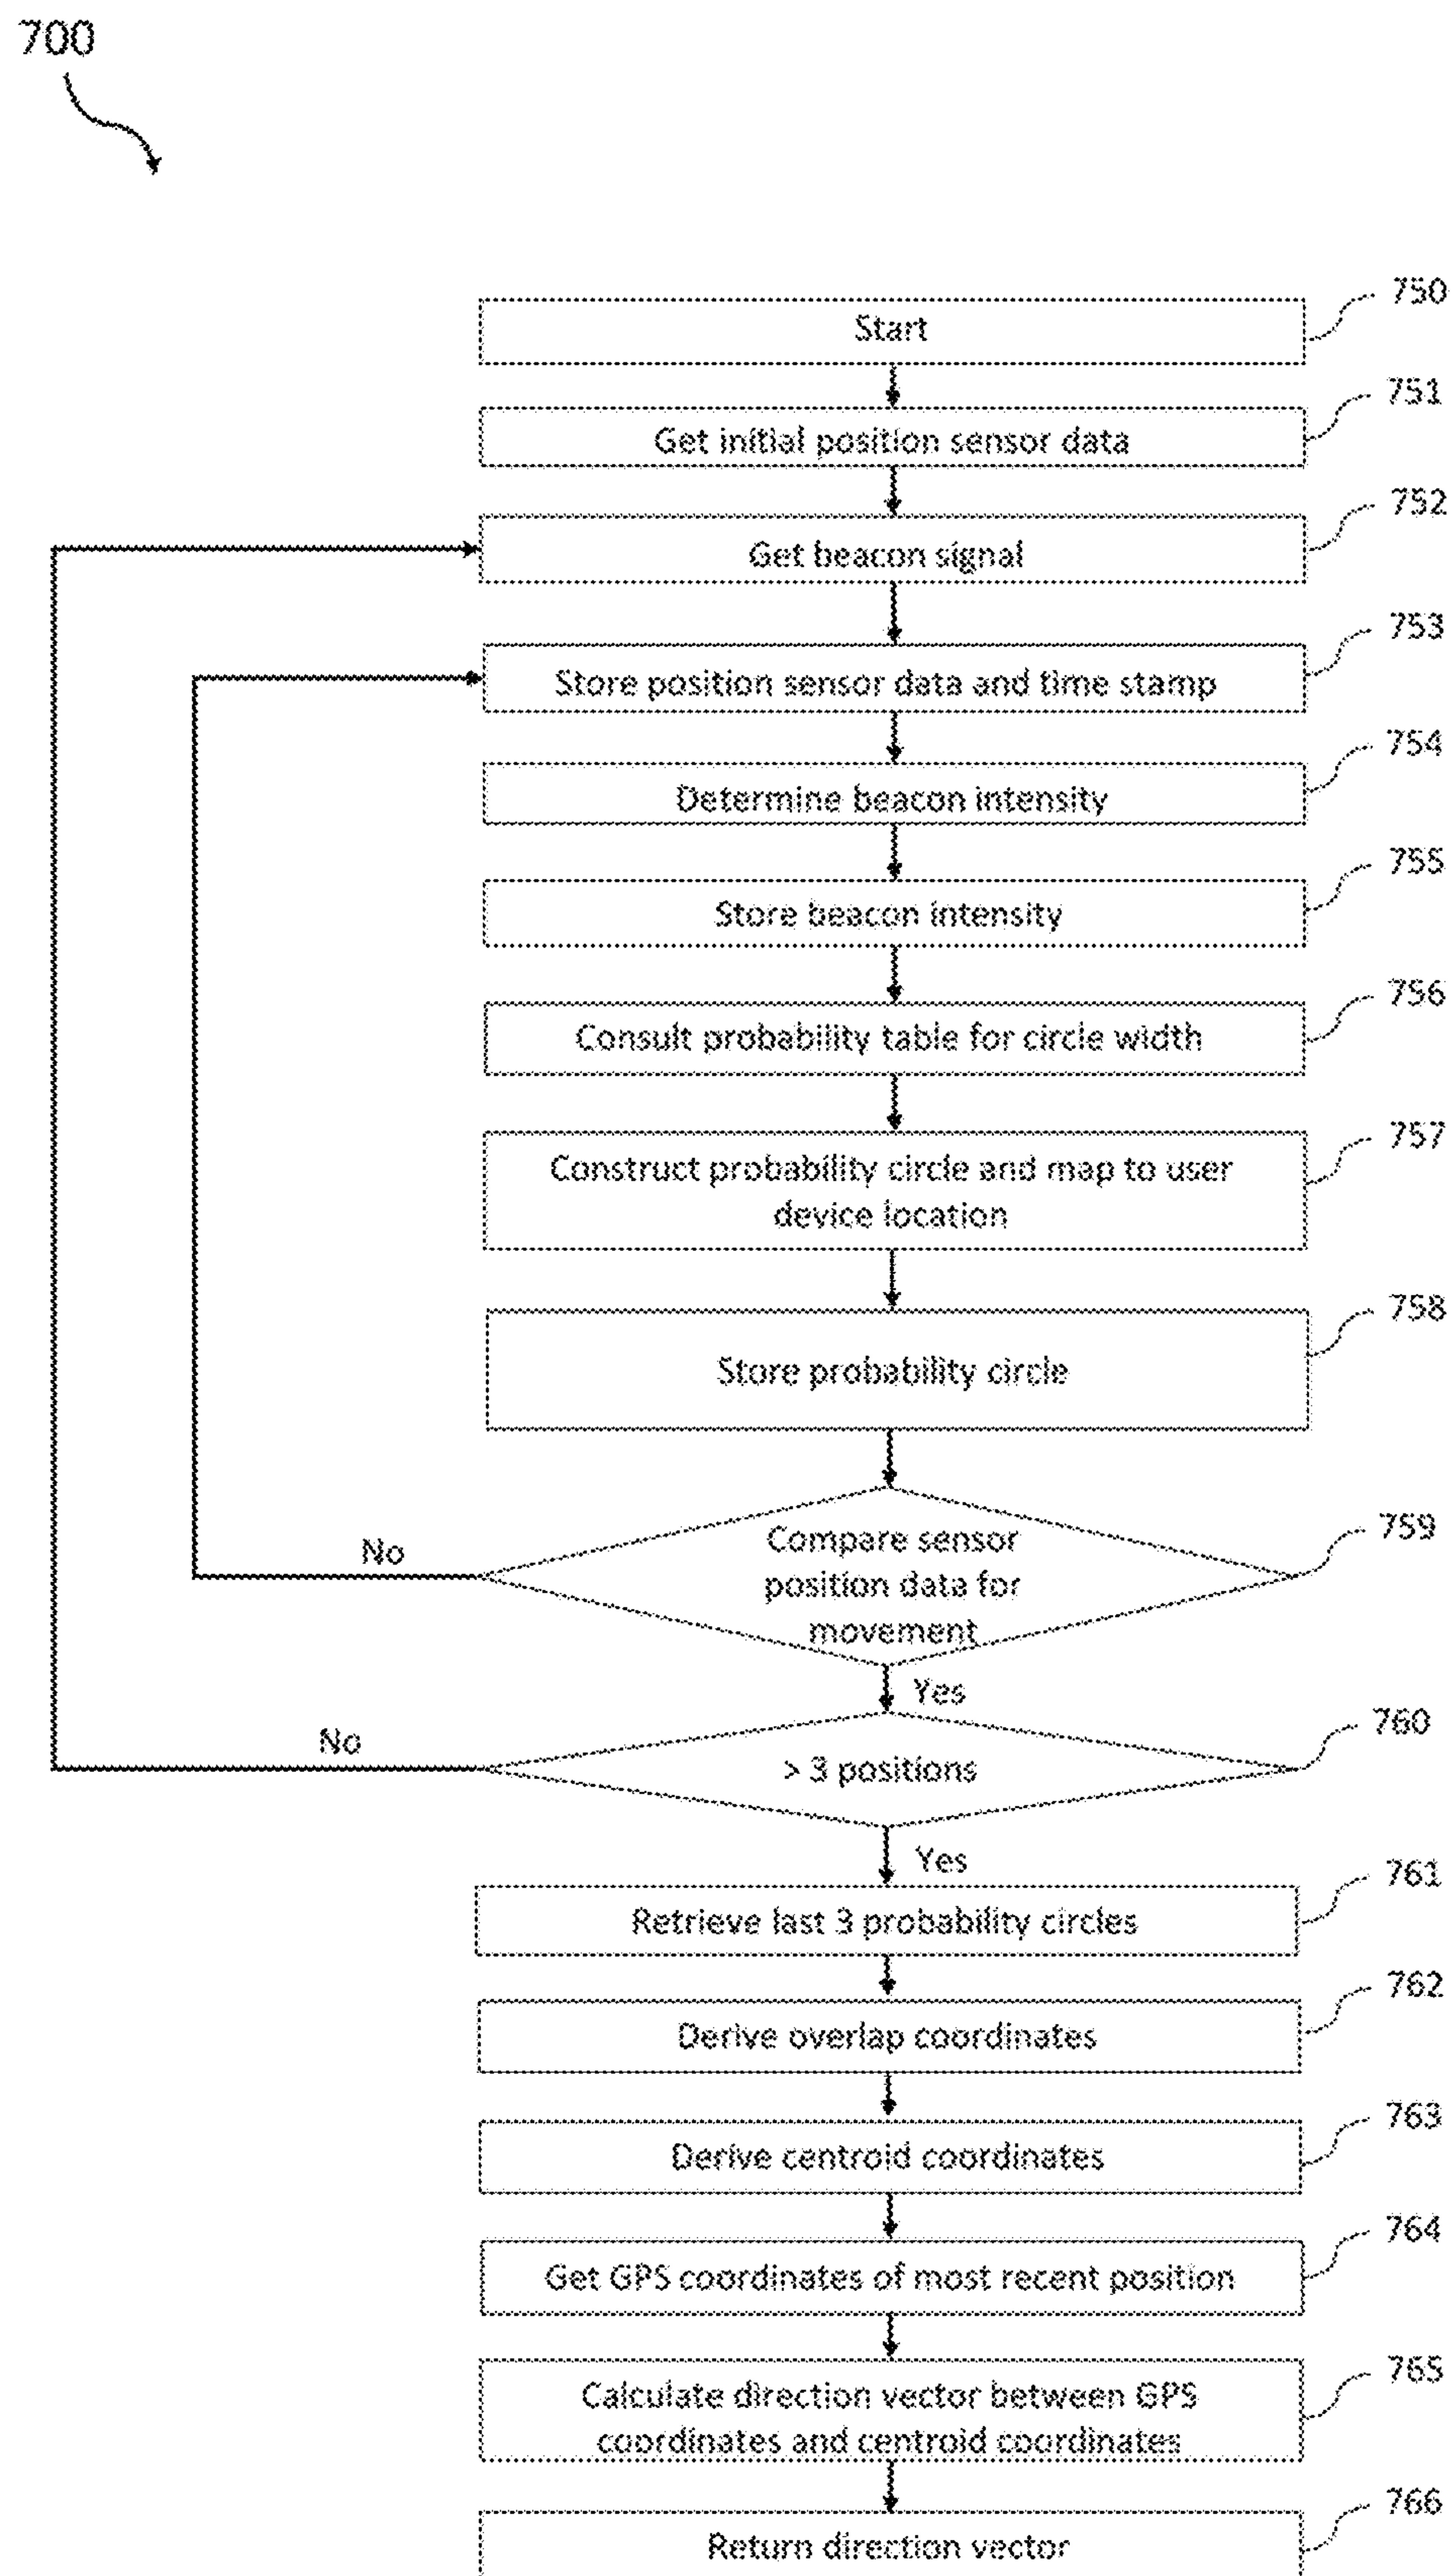 700
Start
750
Get initial position sensor data
751
Get beacon signal
752
Store position sensor data and time stamp
753
Determine beacon intensity
754
Store beacon intensity
755
Consult probability table for circle width
756
Construct probability circle and map to user
device location
757
Store probability circle
758
Compare sensor
position data for
movement
759
No
Yes
> 3 positions
760
No
Yes
Retrieve last 3 probability circles
761
Derive overlap coordinates
762
Derive centroid coordinates
763
Get GPS coordinates of most recent position
764
Calculate direction vector between GPS
coordinates and centroid coordinates
765
Return direction vector
766